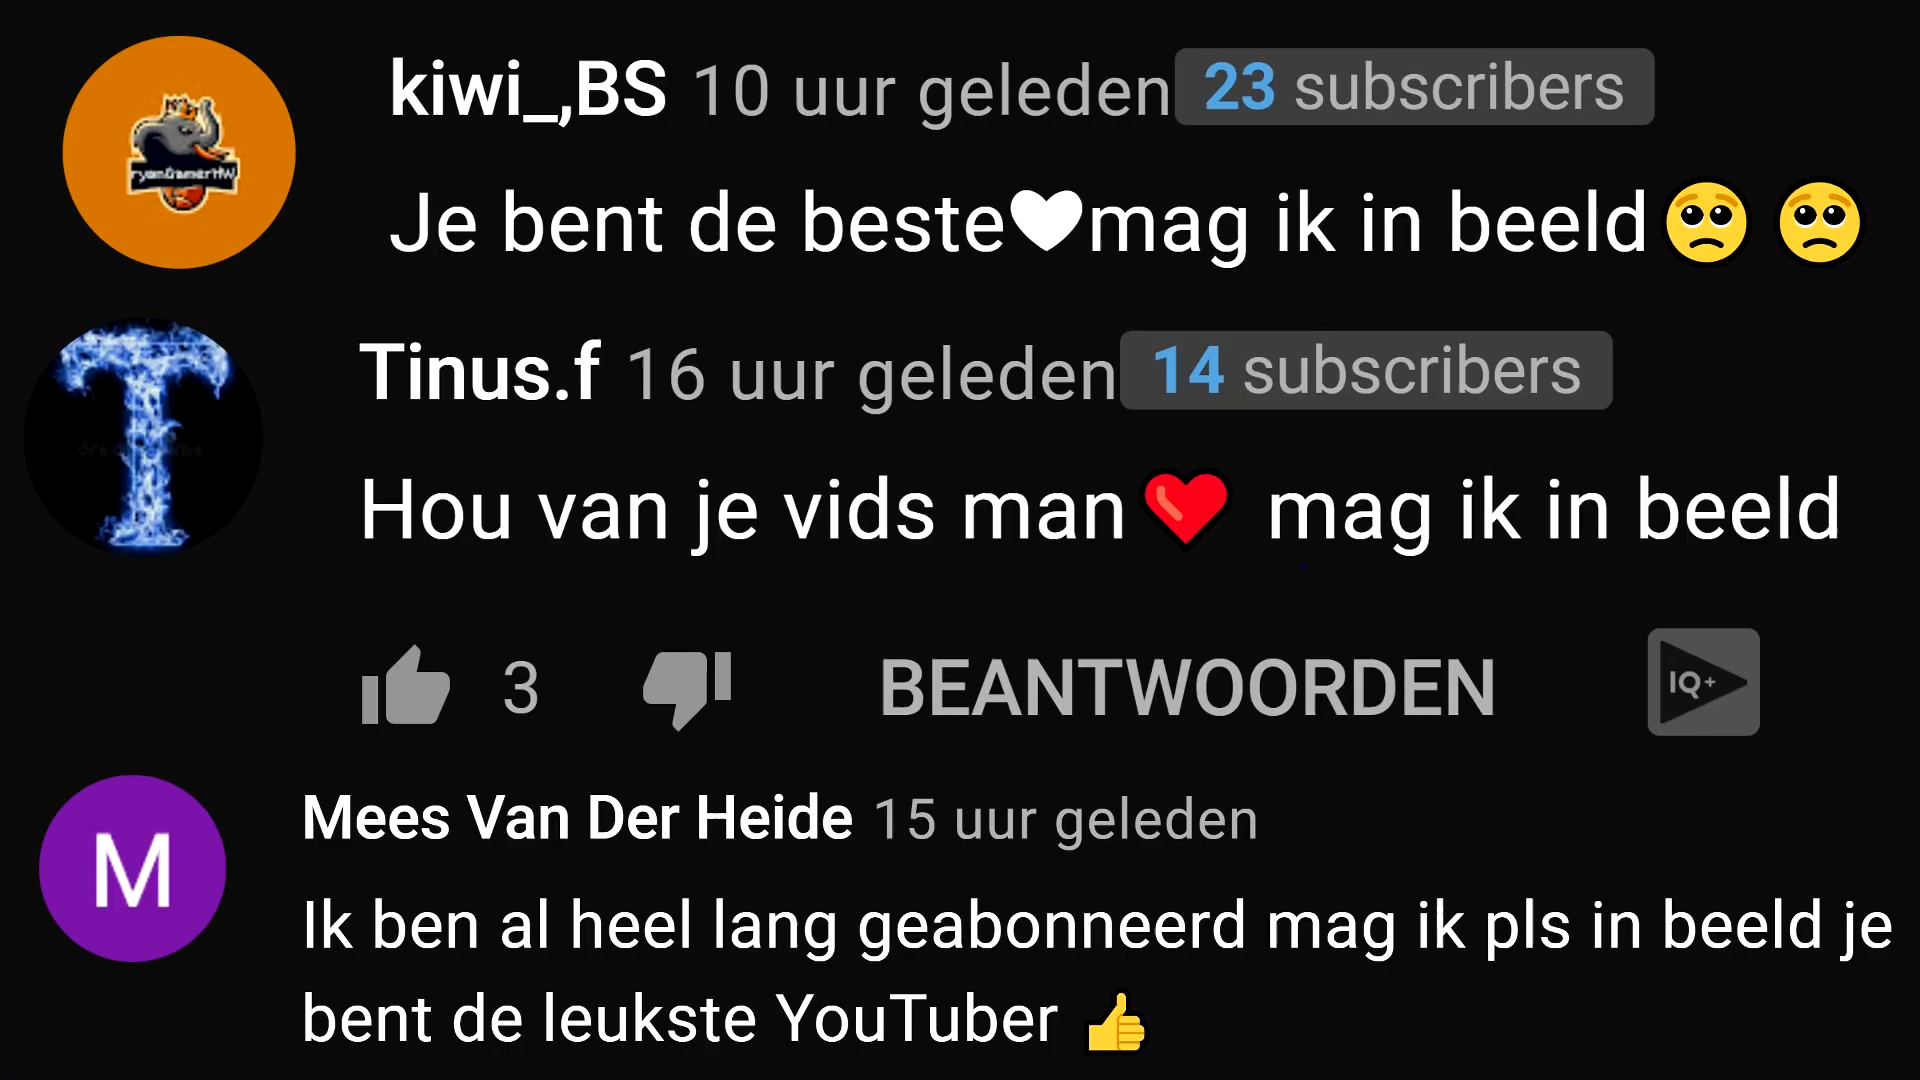 kiwi_,BS 10 uur geleden 23 subscribers
ryanGamerHW
Je bent de beste🤍mag ik in beeld🥺🥺
Tinus.f 16 uur geleden 14 subscribers
Hou van je vids man❤️ mag ik in beeld
3 BEANTWOORDEN IQ+
M
Mees Van Der Heide 15 uur geleden
Ik ben al heel lang geabonneerd mag ik pls in beeld je
bent de leukste YouTuber 👍